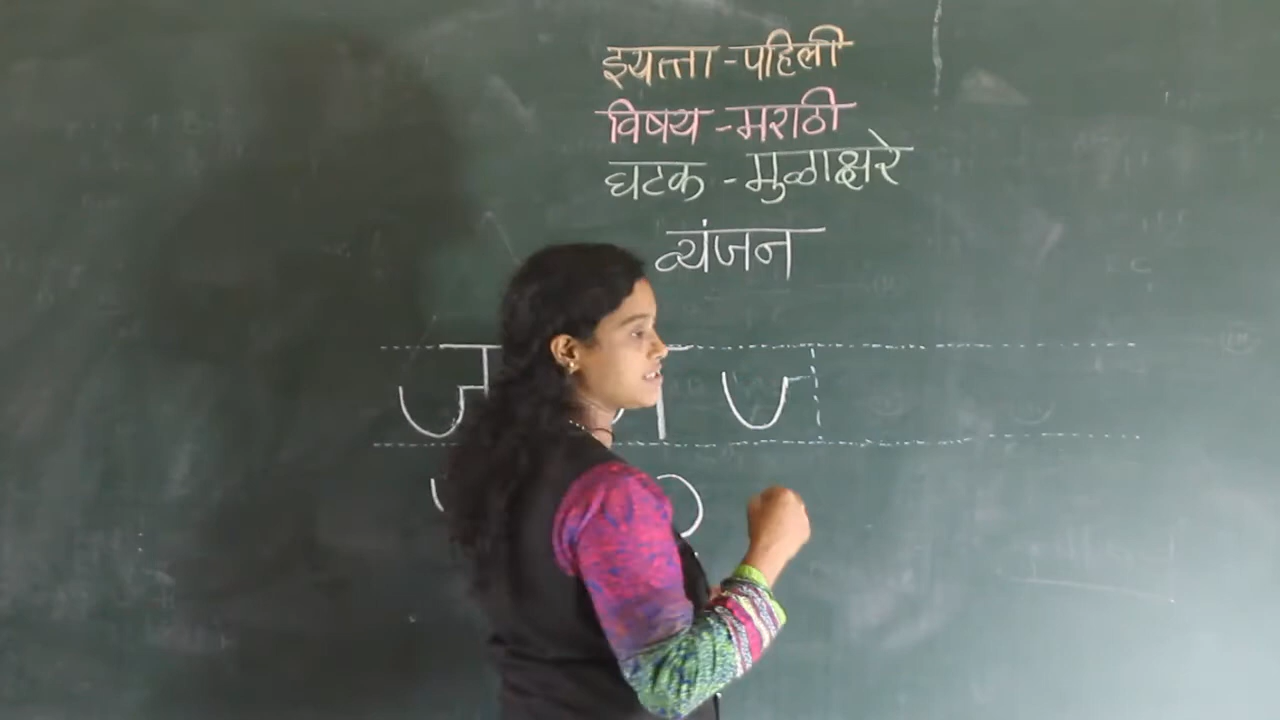 इयत्ता - पहिली
विषय - मराठी
घटक - मुळाक्षरे
व्यंजन
ज